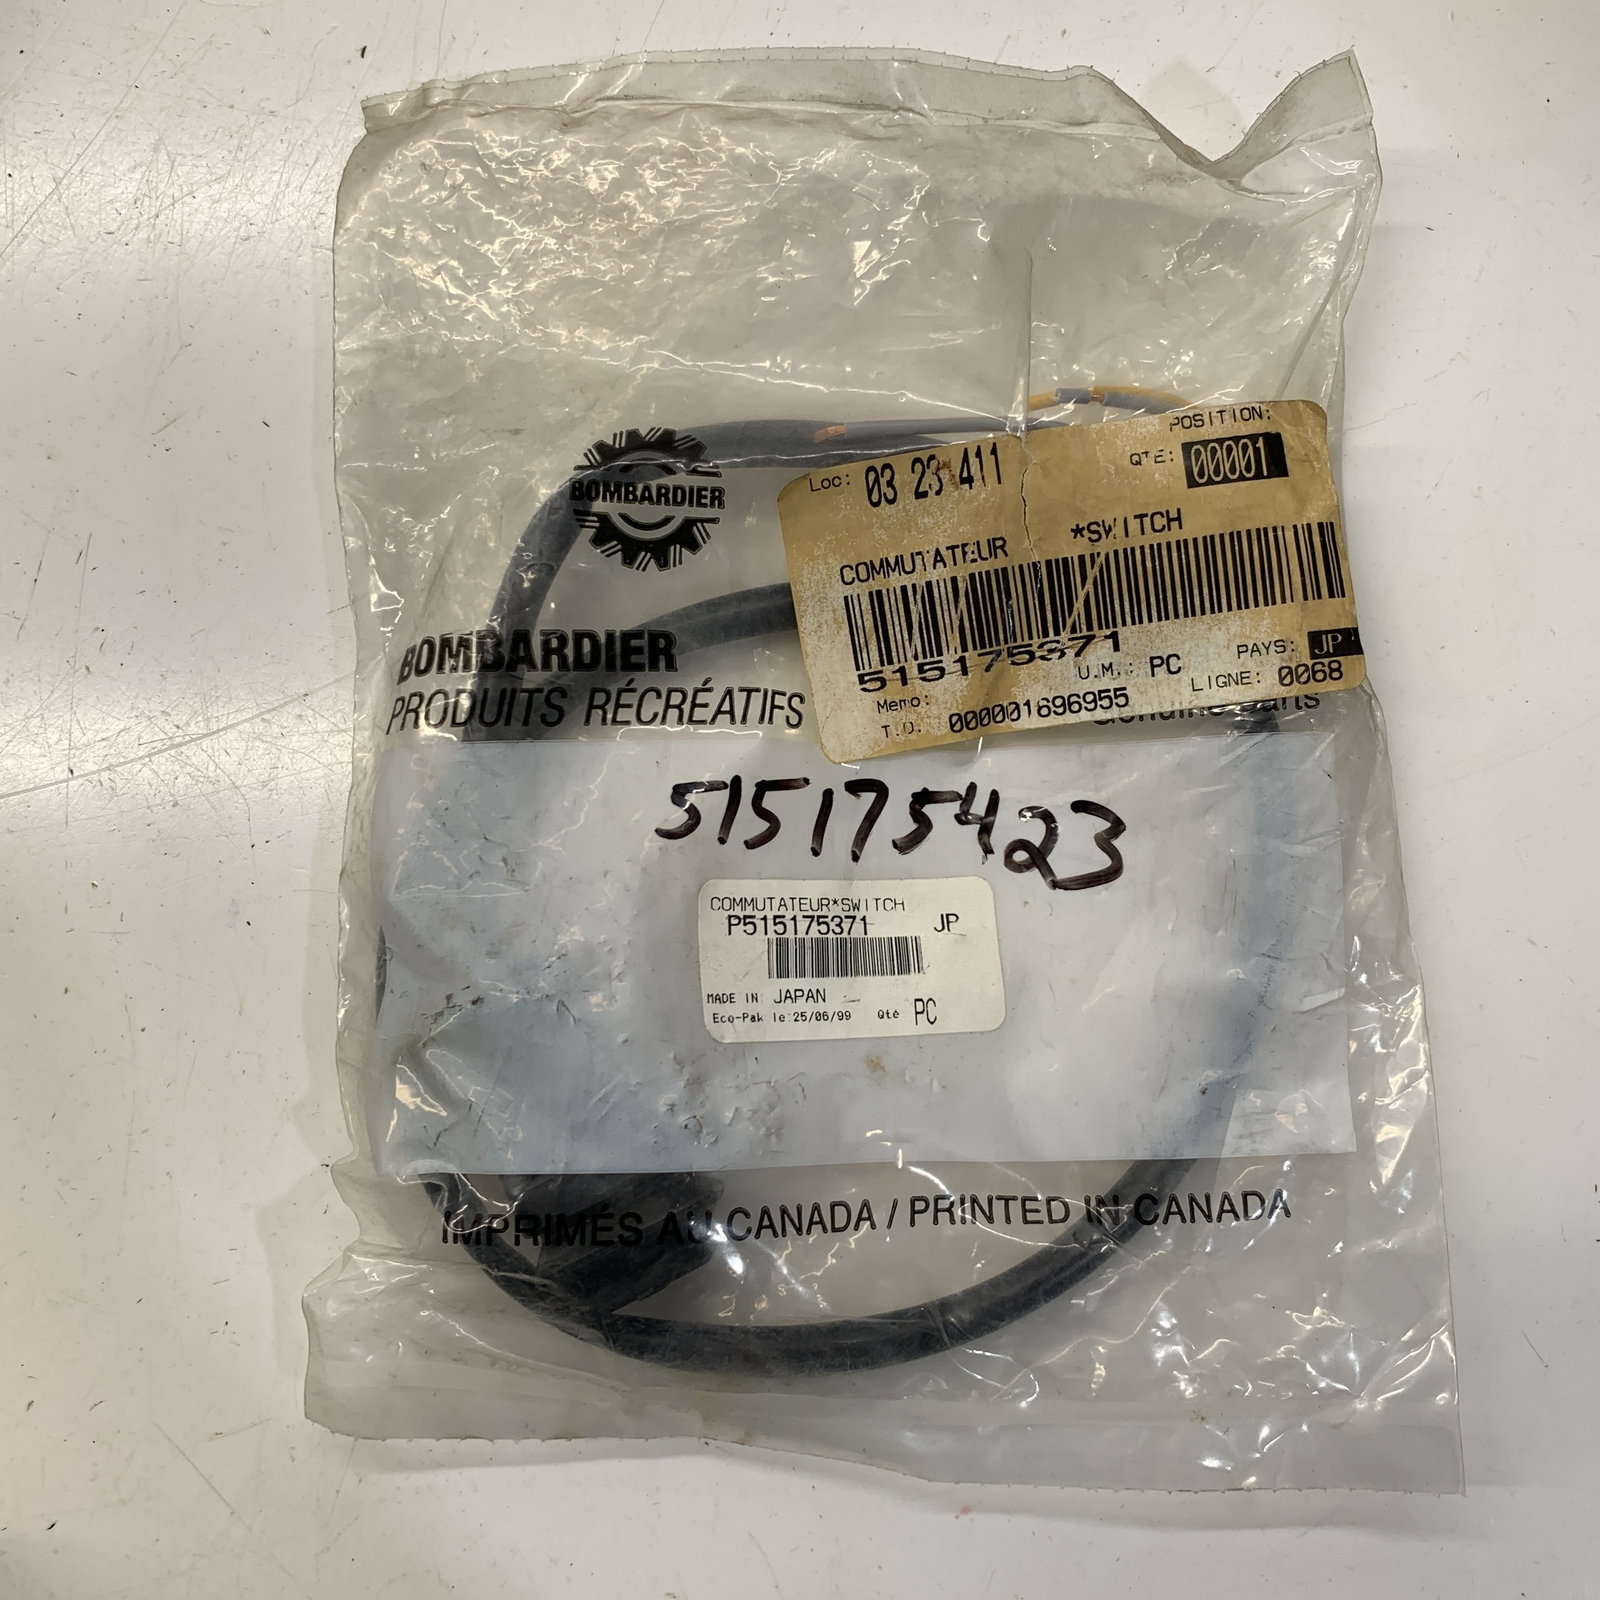 POSITION:
Loc: 03 23 411
QTE: 00001
BOMBARDIER
COMMUTATEUR *SWITCH
515175371
U.M.: PC
PAYS: JP
Memo:
LIGNE: 0068
T.U. 000001696955
BOMBARDIER
PRODUITS RÉCRÉATIFS
Genuine Parts
515175423
COMMUTATEUR*SWITCH
P515175371 JP
MADE IN: JAPAN
Eco-Pak le:25/06/99 Qté PC
IMPRIMÉS AU CANADA / PRINTED IN CANADA